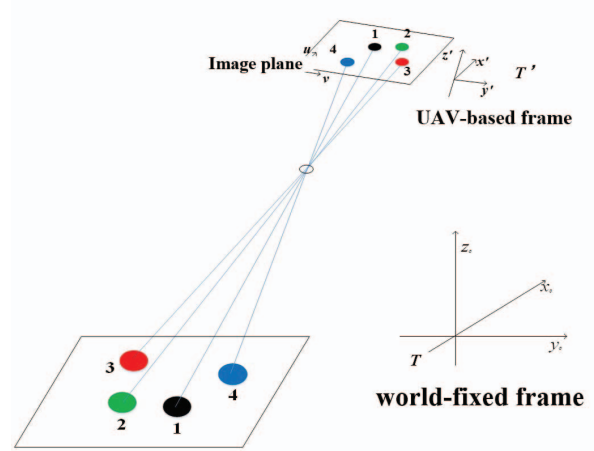 1
2
u
4
Image plane
v
3
z'
x'
y'
T'
UAV-based frame
z
x
y
T
world-fixed frame
3
4
2
1